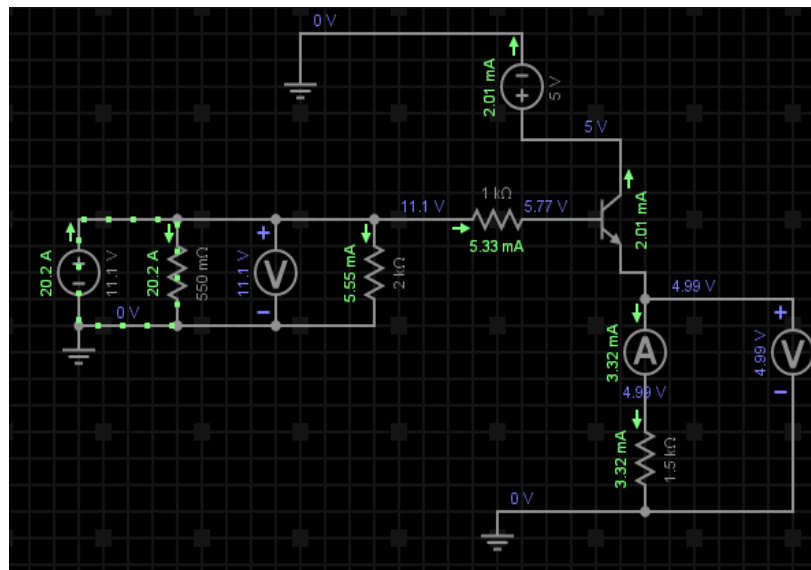 0 V
2.01 mA
-
+
5 V
5 V
11.1 V
1 kΩ
5.77 V
5.33 mA
2.01 mA
20.2 A
+
-
11.1 V
20.2 A
550 mΩ
+
V
11.1 V
-
5.55 mA
2 kΩ
0 V
4.99 V
3.32 mA
A
+
V
4.99 V
-
4.99 V
3.32 mA
1.5 kΩ
0 V